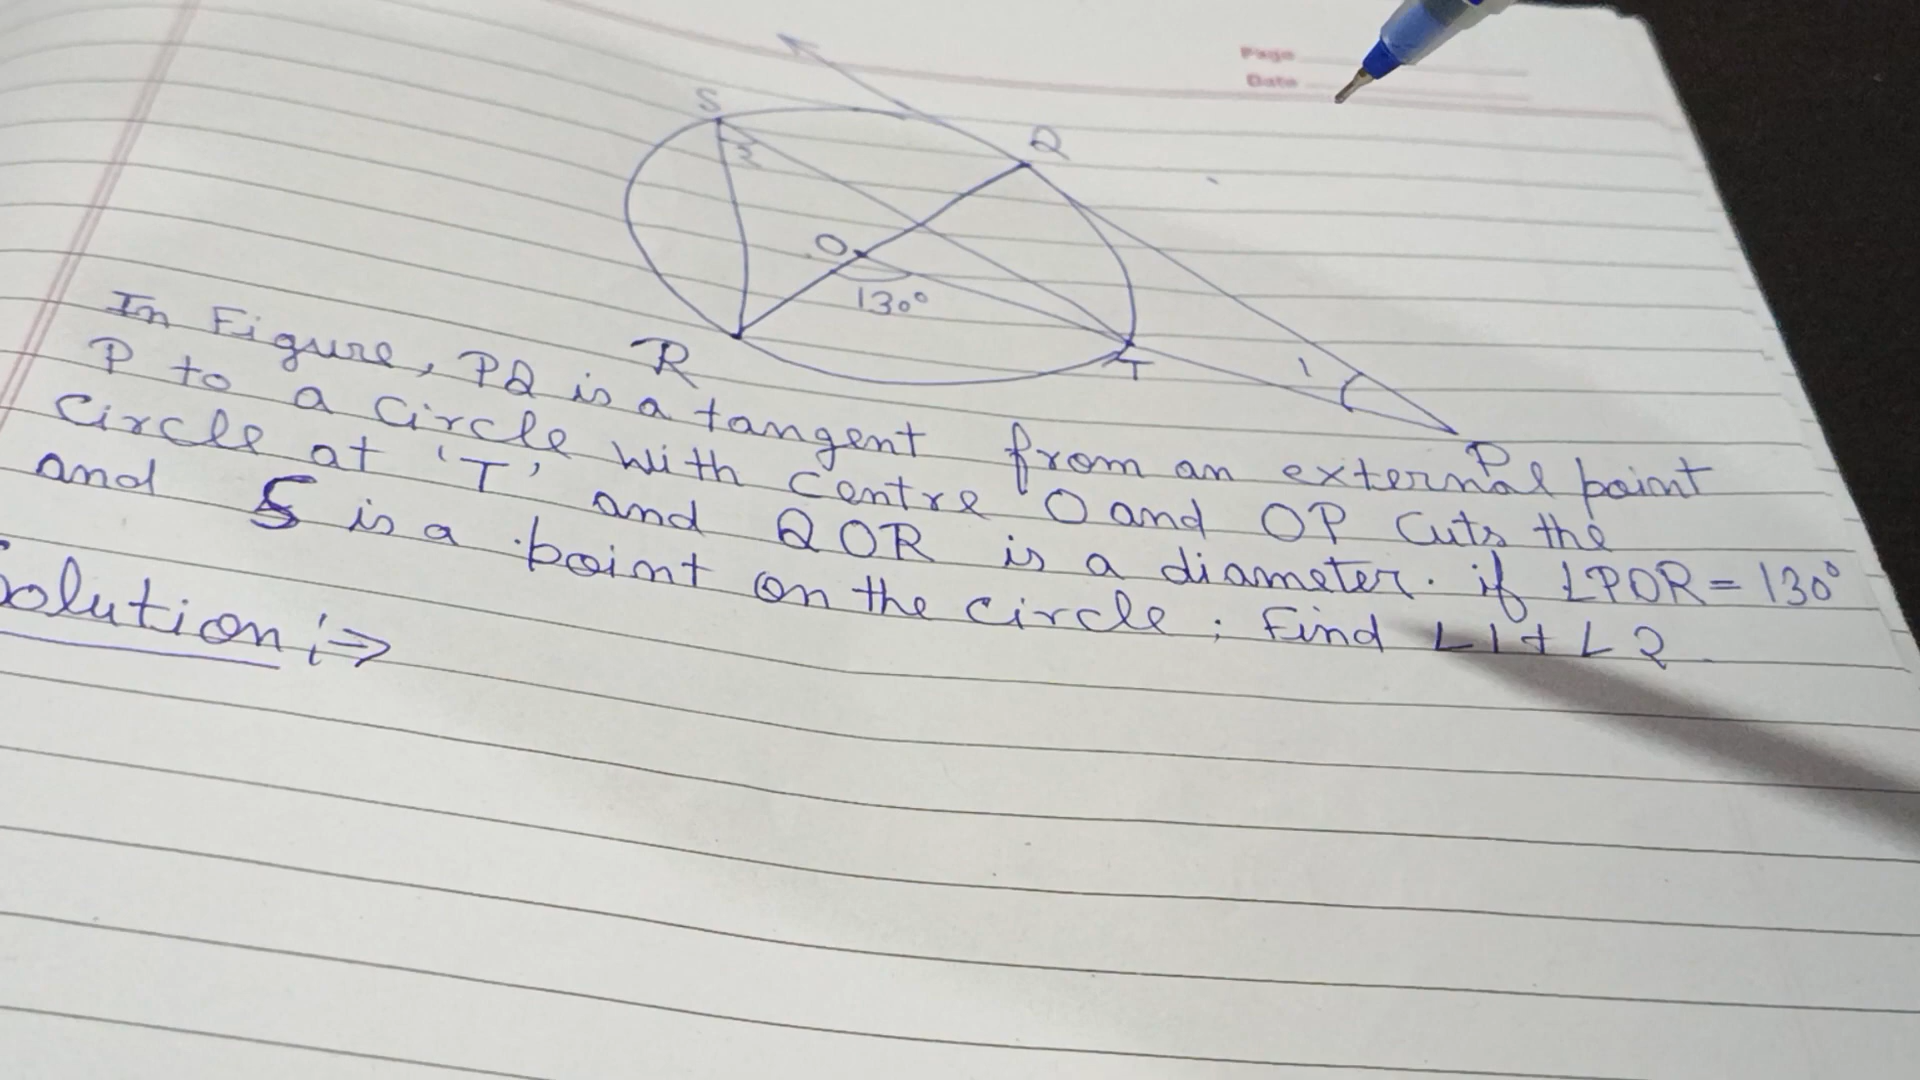 Page
Date
S
Q
2
O
130°
R
T
1
P
In Figure, PQ is a tangent from an external point
P to a circle with centre O and OP cuts the
circle at 'T' and QOR is a diameter. if ∠POR = 130°
and S is a point on the circle; Find ∠1 + ∠2
Solution :⇒